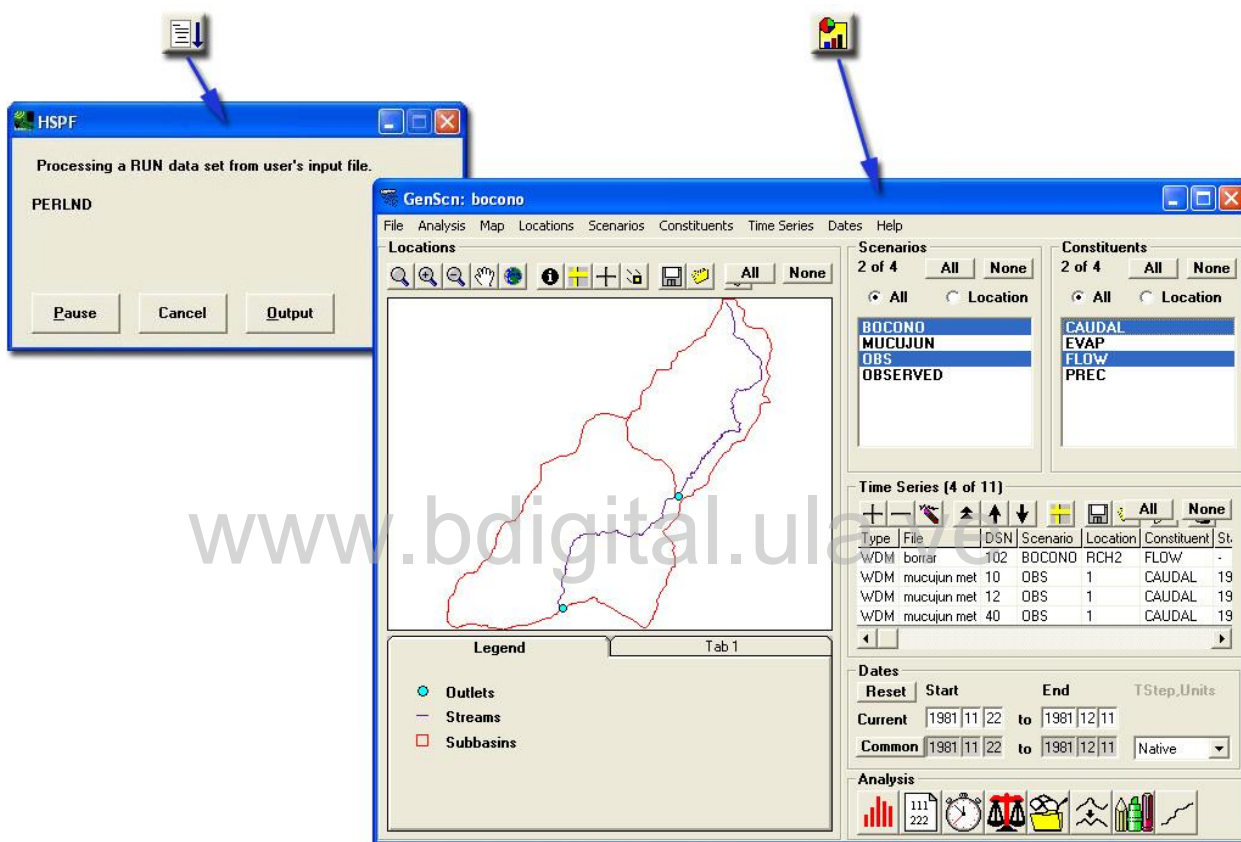 HSPF
Processing a RUN data set from user's input file.
PERLND
Pause Cancel Output
GenScn: bocono
File Analysis Map Locations Scenarios Constituents Time Series Dates Help
Locations
All None
Legend Tab 1
Outlets
Streams
Subbasins
Scenarios
2 of 4 All None
All Location
BOCONO
MUCUJUN
OBS
OBSERVED
Constituents
2 of 4 All None
All Location
CAUDAL
EVAP
FLOW
PREC
Time Series (4 of 11)
All None
Type File DSN Scenario Location Constituent St
WDM borrar 102 BOCONO RCH2 FLOW -
WDM mucujun met 10 OBS 1 CAUDAL 19
WDM mucujun met 12 OBS 1 CAUDAL 19
WDM mucujun met 40 OBS 1 CAUDAL 19
Dates
Reset Start End TStep,Units
Current 1981 11 22 to 1981 12 11
Common 1981 11 22 to 1981 12 11 Native
Analysis
111
222
www.bdigital.ula.ve